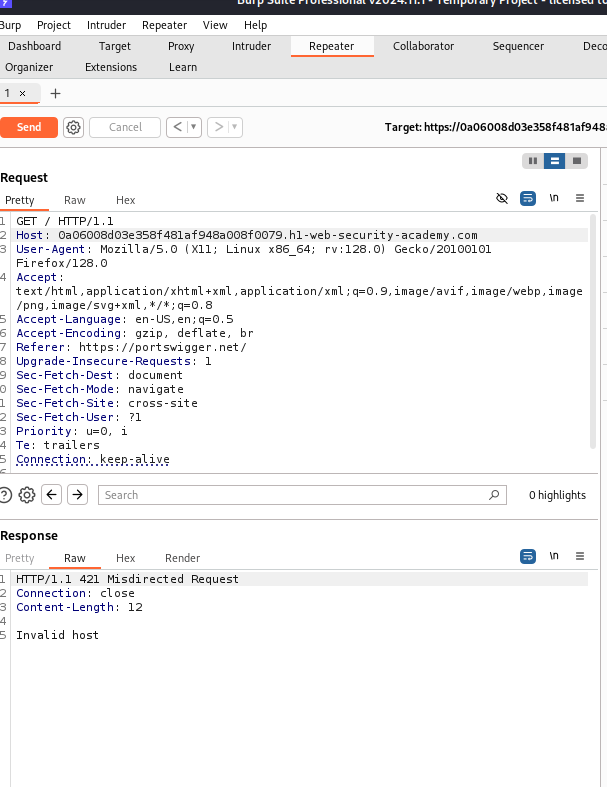 Burp Suite Professional v2024.11.1 - Temporary Project - licensed to
Burp Project Intruder Repeater View Help
Dashboard Target Proxy Intruder Repeater Collaborator Sequencer Deco
Organizer Extensions Learn
1 × +
Send Cancel < > Target: https://0a06008d03e358f481af948
Request
Pretty Raw Hex \n
1 GET / HTTP/1.1
2 Host: 0a06008d03e358f481af948a008f0079.h1-web-security-academy.com
3 User-Agent: Mozilla/5.0 (X11; Linux x86_64; rv:128.0) Gecko/20100101
Firefox/128.0
4 Accept:
text/html,application/xhtml+xml,application/xml;q=0.9,image/avif,image/webp,image
/png,image/svg+xml,*/*;q=0.8
5 Accept-Language: en-US,en;q=0.5
6 Accept-Encoding: gzip, deflate, br
7 Referer: https://portswigger.net/
8 Upgrade-Insecure-Requests: 1
9 Sec-Fetch-Dest: document
0 Sec-Fetch-Mode: navigate
1 Sec-Fetch-Site: cross-site
2 Sec-Fetch-User: ?1
3 Priority: u=0, i
4 Te: trailers
5 Connection: keep-alive
Search 0 highlights
Response
Pretty Raw Hex Render \n
1 HTTP/1.1 421 Misdirected Request
2 Connection: close
3 Content-Length: 12
4
5 Invalid host